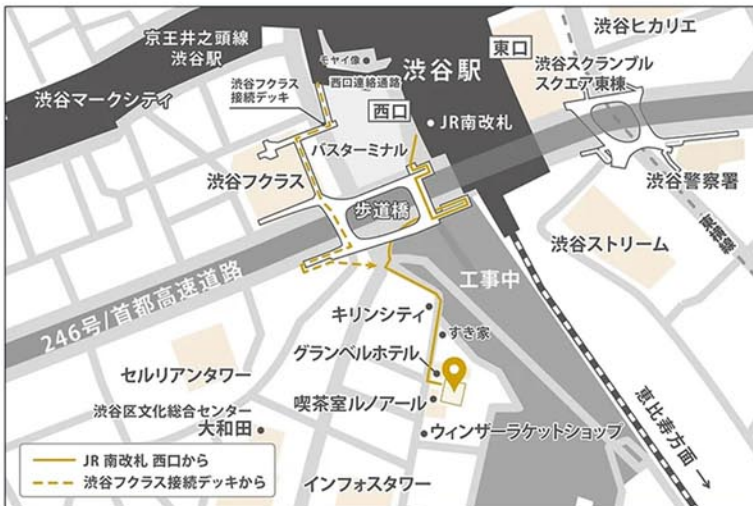 京王井之頭線
渋谷駅
渋谷マークシティ
渋谷フクラス
接続デッキ
モヤイ像
西口連絡通路
渋谷駅
西口
東口
JR南改札
渋谷ヒカリエ
渋谷スクランブル
スクエア東棟
バスターミナル
渋谷フクラス
歩道橋
渋谷警察署
東横線
渋谷ストリーム
246号/首都高速道路
工事中
キリンシティ
すき家
グランベルホテル
セルリアンタワー
喫茶室ルノアール
渋谷区文化総合センター
大和田
ウィンザーラケットショップ
恵比寿方面→
JR 南改札 西口から
渋谷フクラス接続デッキから
インフォスタワー